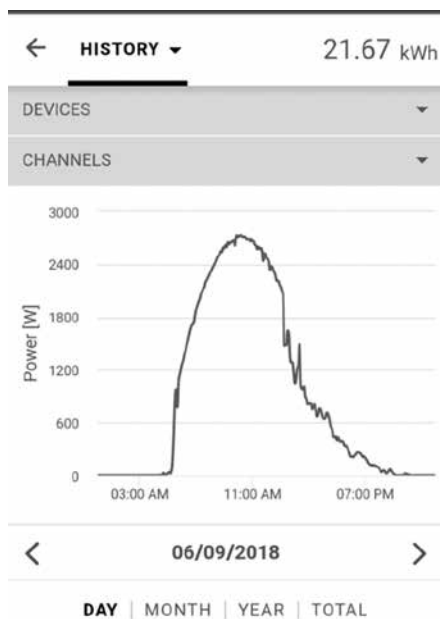 HISTORY 21.67 kWh
DEVICES
CHANNELS
3000
2400
1800
1200
600
0
Power [W]
03:00 AM 11:00 AM 07:00 PM
06/09/2018
DAY | MONTH | YEAR | TOTAL